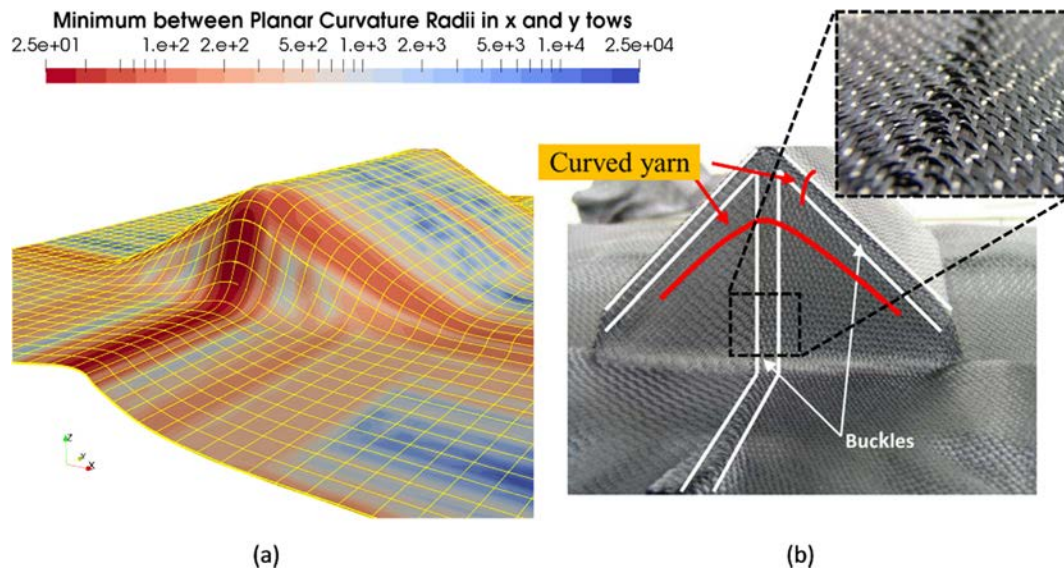 Minimum between Planar Curvature Radii in x and y tows
2.5e+01 1.e+2 2.e+2 5.e+2 1.e+3 2.e+3 5.e+3 1.e+4 2.5e+04
Curved yarn
Buckles
Z
Y
X
(a) (b)